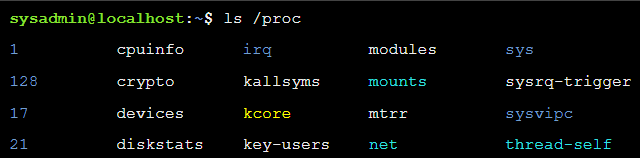 sysadmin@localhost:~$ ls /proc
1 cpuinfo irq modules sys
128 crypto kallsyms mounts sysrq-trigger
17 devices kcore mtrr sysvipc
21 diskstats key-users net thread-self